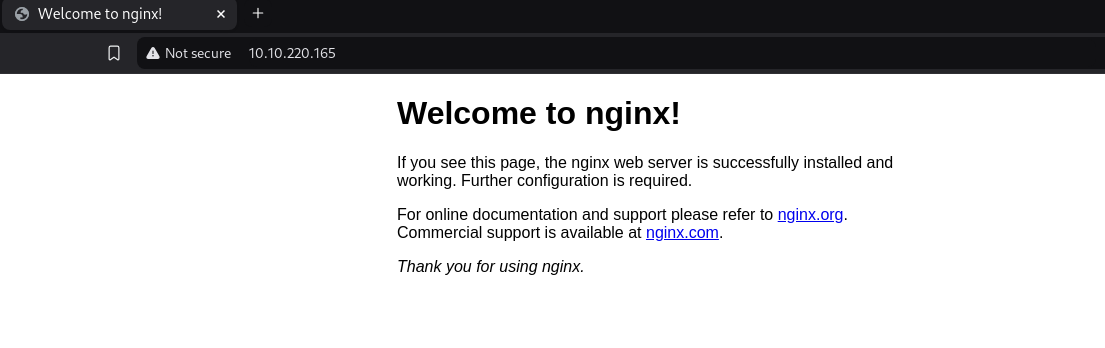 Welcome to nginx!
Not secure 10.10.220.165
Welcome to nginx!
If you see this page, the nginx web server is successfully installed and
working. Further configuration is required.
For online documentation and support please refer to nginx.org.
Commercial support is available at nginx.com.
Thank you for using nginx.